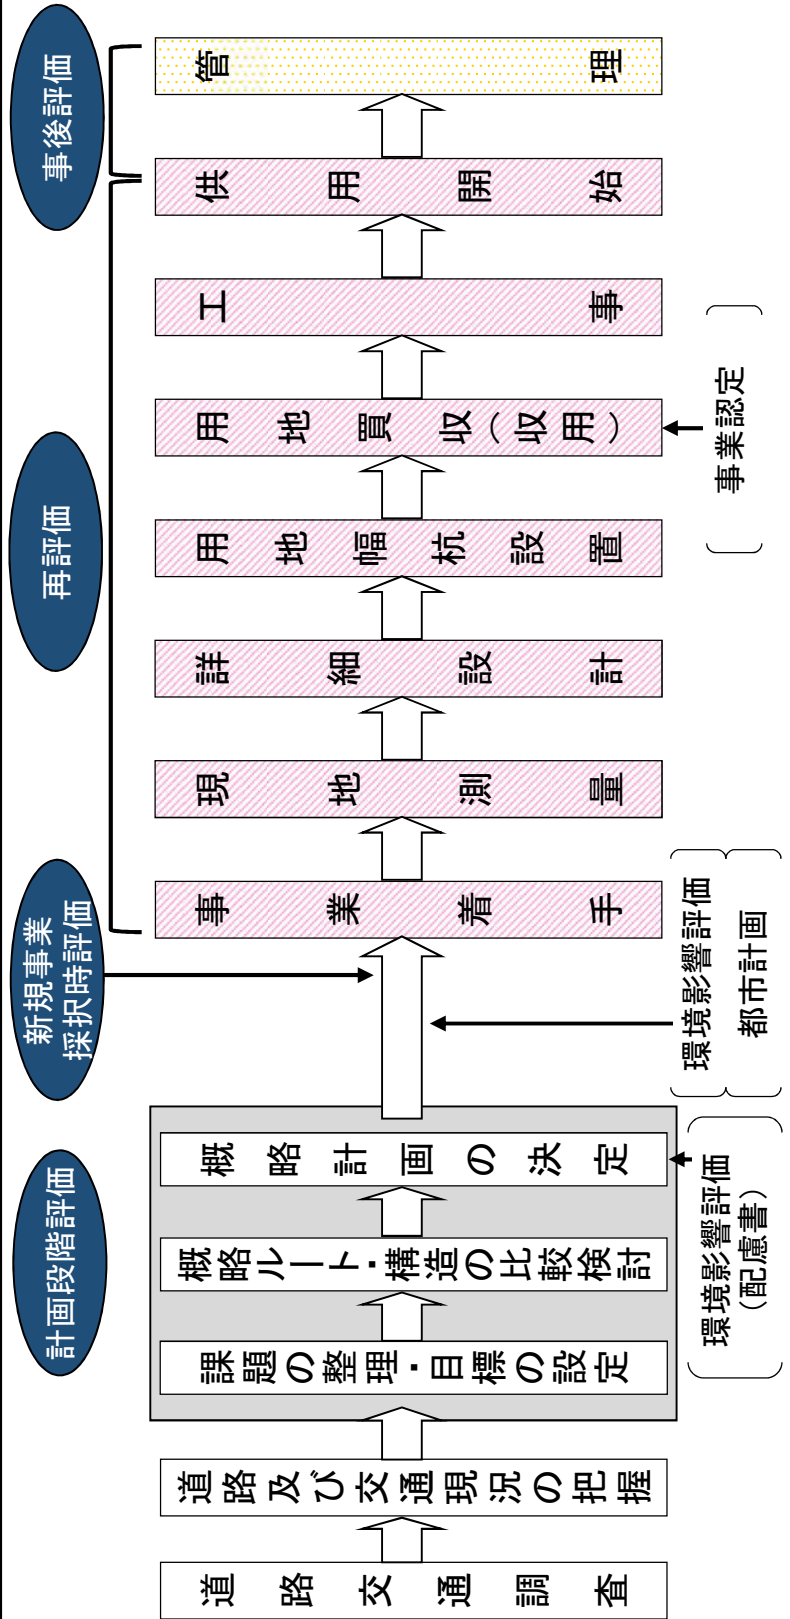 計画段階評価
新規事業
採択時評価
再評価
事後評価
道路交通調査
道路及び交通現況の把握
課題の整理・目標の設定
概略ルート・構造の比較検討
概略計画の決定
事業着手
現地測量
詳細設計
用地幅杭設置
用地買収(収用)
工事
供用開始
管理
環境影響評価
(配慮書)
環境影響評価
都市計画
事業認定